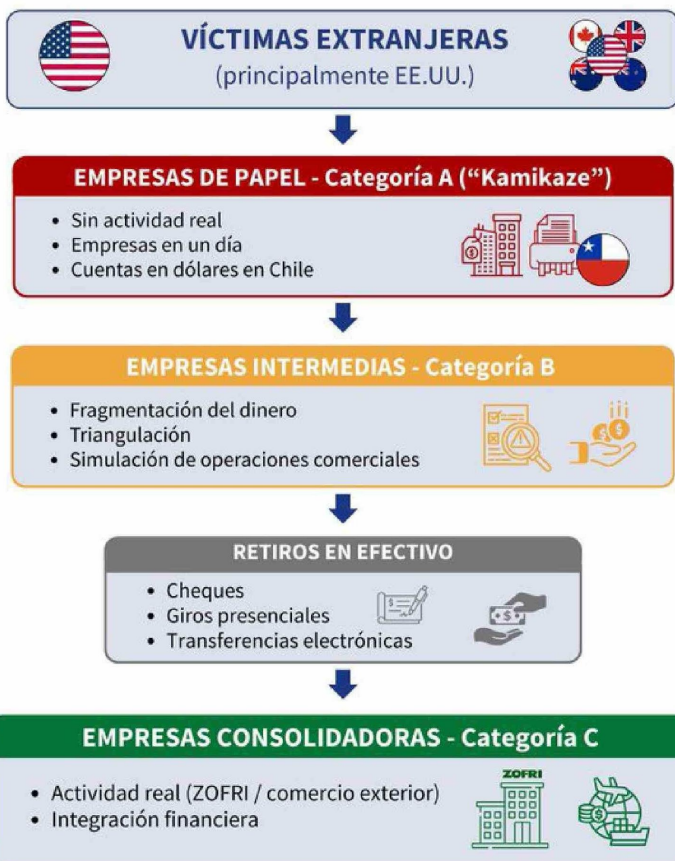 VÍCTIMAS EXTRANJERAS
(principalmente EE.UU.)
EMPRESAS DE PAPEL - Categoría A (“Kamikaze”)
• Sin actividad real
• Empresas en un día
• Cuentas en dólares en Chile
EMPRESAS INTERMEDIAS - Categoría B
• Fragmentación del dinero
• Triangulación
• Simulación de operaciones comerciales
RETIROS EN EFECTIVO
• Cheques
• Giros presenciales
• Transferencias electrónicas
EMPRESAS CONSOLIDADORAS - Categoría C
ZOFRI
• Actividad real (ZOFRI / comercio exterior)
• Integración financiera